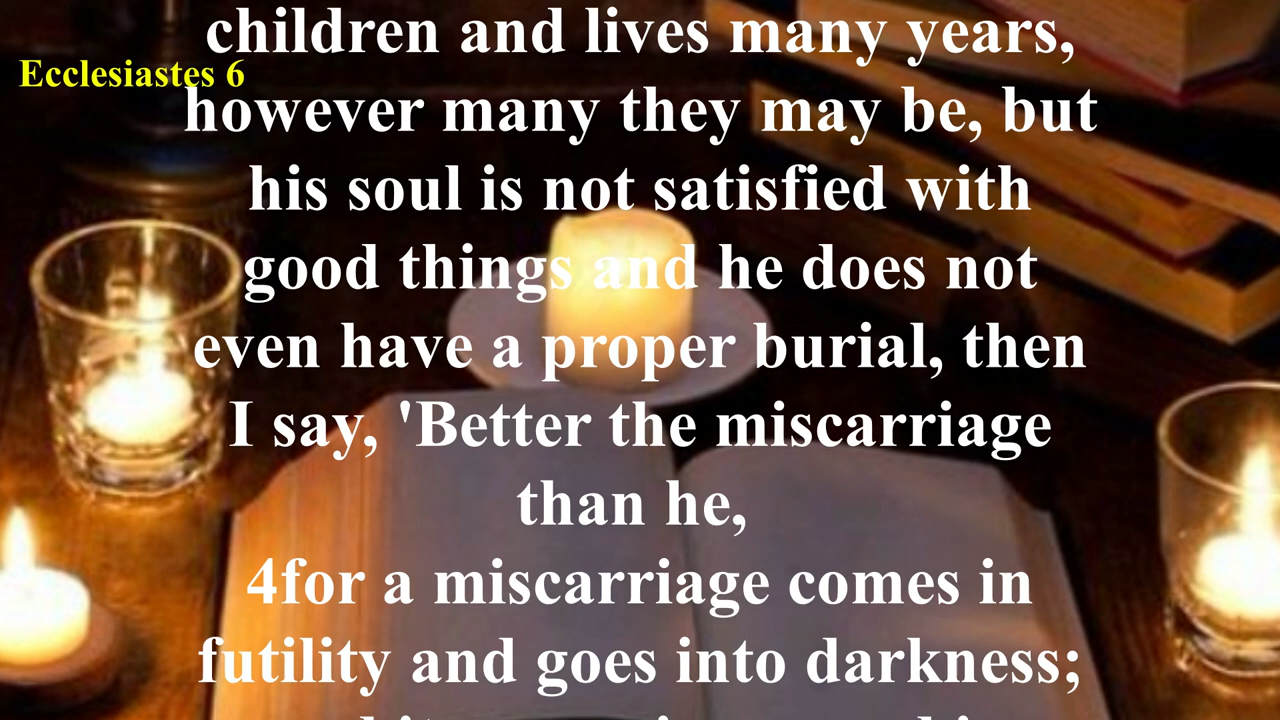 children and lives many years,
Ecclesiastes 6
however many they may be, but
his soul is not satisfied with
good things and he does not
even have a proper burial, then
I say, 'Better the miscarriage
than he,
4for a miscarriage comes in
futility and goes into darkness;